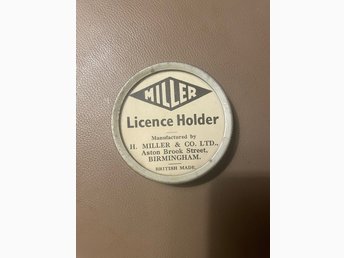 MILLER
Licence Holder
Manufactured by
H. MILLER & CO. LTD.,
Aston Brook Street,
BIRMINGHAM.
BRITISH MADE.